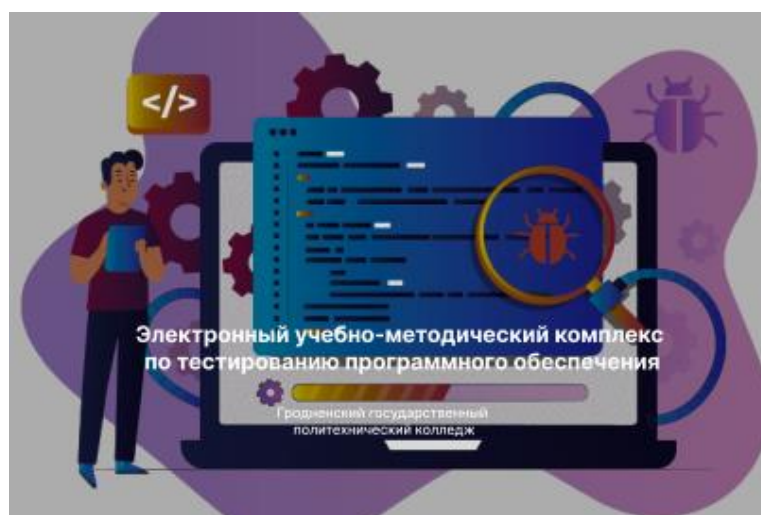 </>
Электронный учебно-методический комплекс
по тестированию программного обеспечения
Гродненский государственный
политехнический колледж